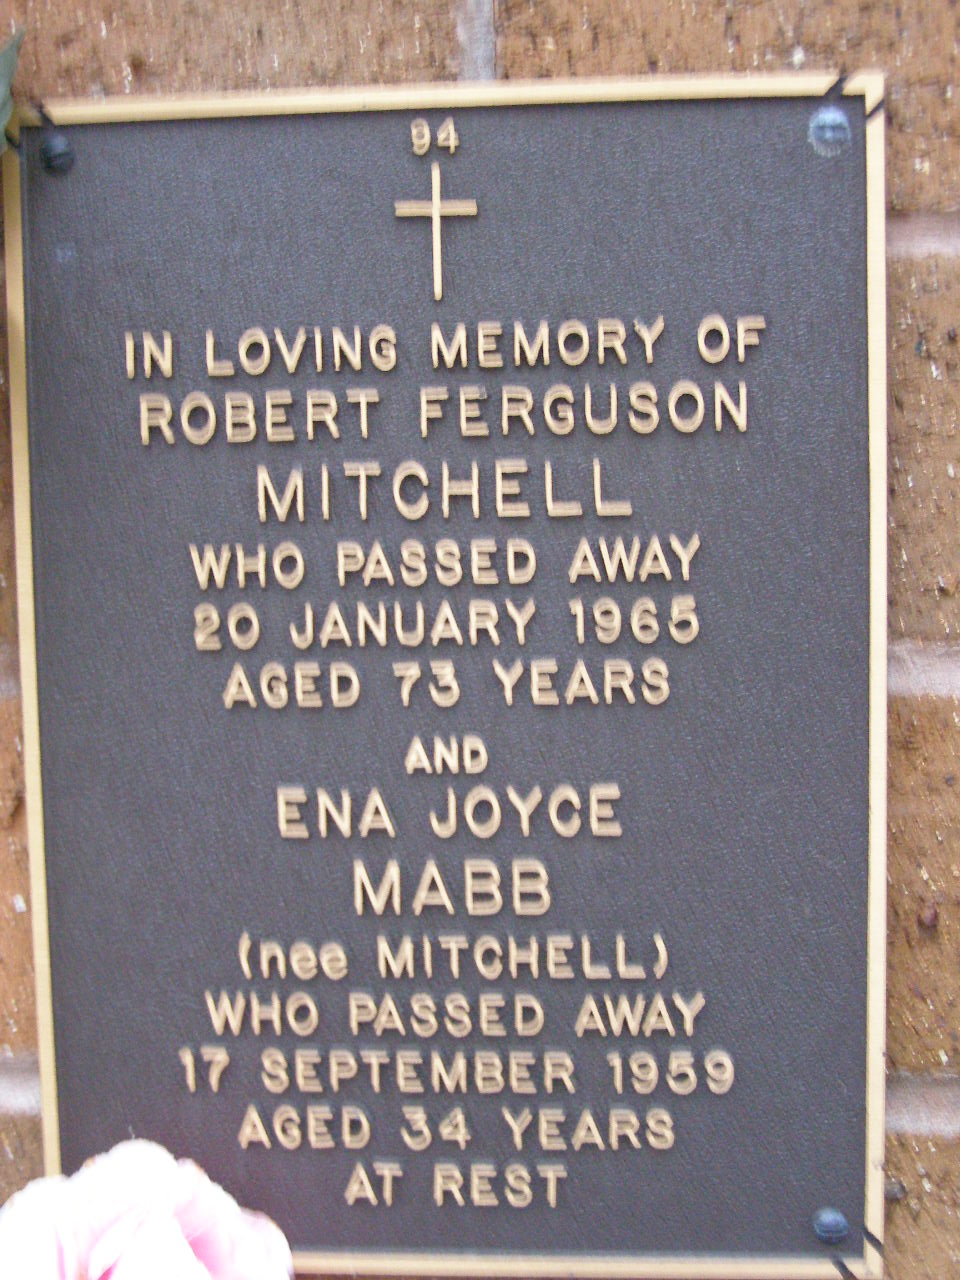 94
IN LOVING MEMORY OF
ROBERT FERGUSON
MITCHELL
WHO PASSED AWAY
20 JANUARY 1965
AGED 73 YEARS
AND
ENA JOYCE
MABB
(nee MITCHELL)
WHO PASSED AWAY
17 SEPTEMBER 1959
AGED 34 YEARS
AT REST